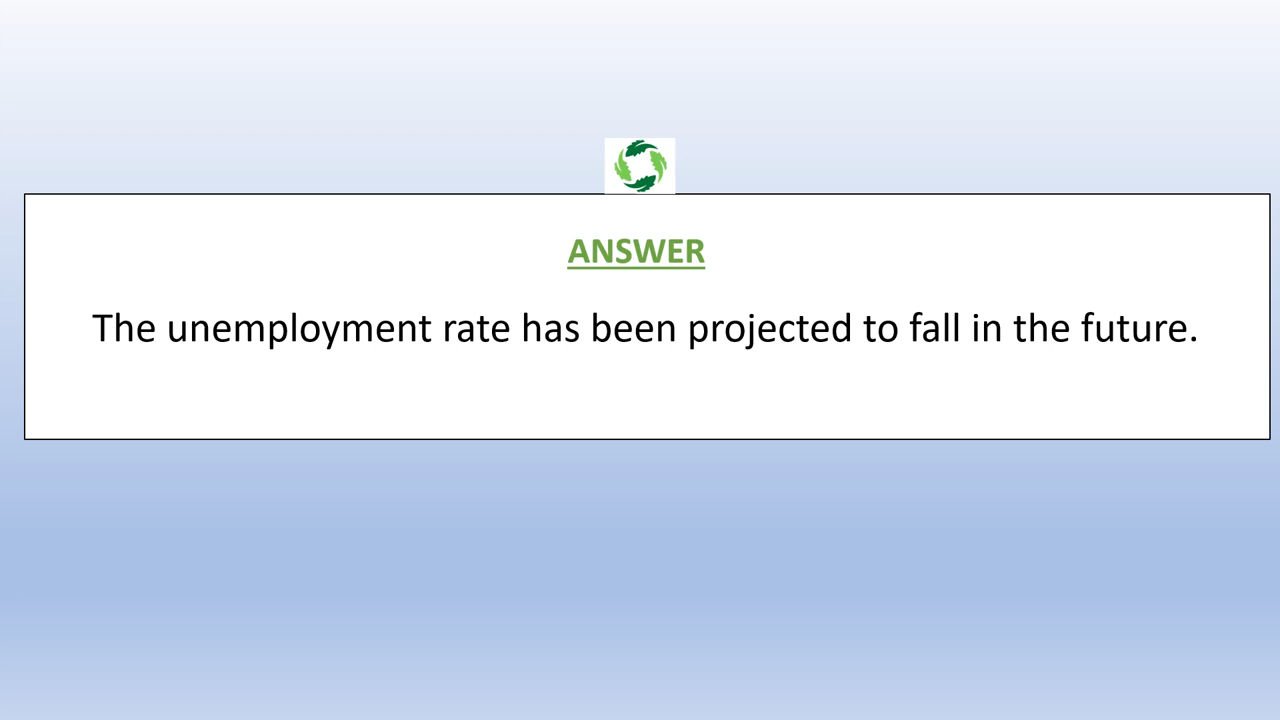 ANSWER
The unemployment rate has been projected to fall in the future.